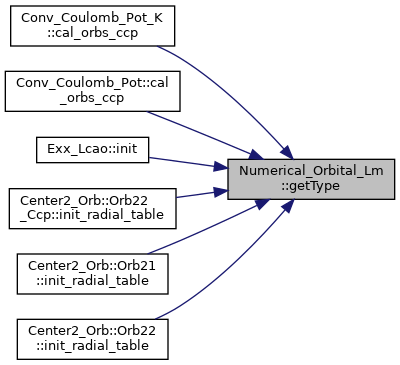 Conv_Coulomb_Pot_K
::cal_orbs_ccp
Conv_Coulomb_Pot::cal
_orbs_ccp
Exx_Lcao::init
Numerical_Orbital_Lm
::getType
Center2_Orb::Orb22
_Ccp::init_radial_table
Center2_Orb::Orb21
::init_radial_table
Center2_Orb::Orb22
::init_radial_table